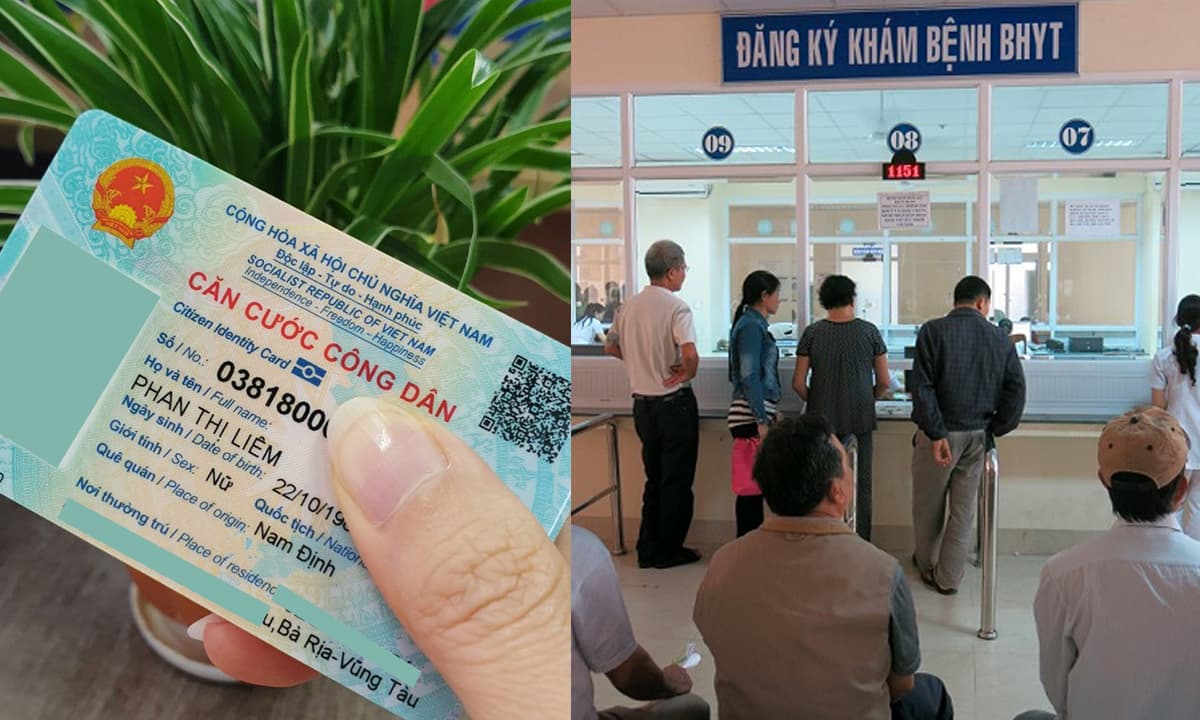 CỘNG HÒA XÃ HỘI CHỦ NGHĨA VIỆT NAM
Độc lập - Tự do - Hạnh phúc
SOCIALIST REPUBLIC OF VIET NAM
Independence - Freedom - Happiness
CĂN CƯỚC CÔNG DÂN
Citizen Identity Card
Số / No.: 03818000
Họ và tên / Full name:
PHAN THỊ LIÊM
Ngày sinh / Date of birth: 22/10/198
Giới tính / Sex: Nữ Quốc tịch / Nation
Quê quán / Place of origin: Nam Định
Nơi thường trú / Place of residenc
u,Bà Rịa-Vũng Tàu
ĐĂNG KÝ KHÁM BỆNH BHYT
09
08
07
1151